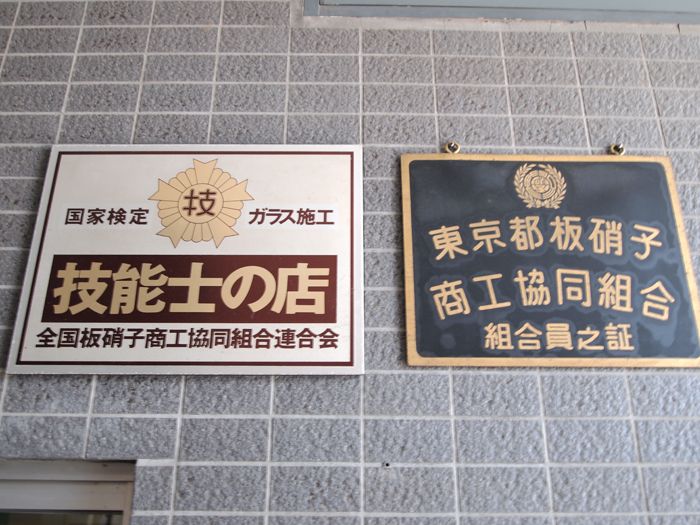 国家検定 技 ガラス施工
技能士の店
全国板硝子商工協同組合連合会
東京都板硝子
商工協同組合
組合員之証